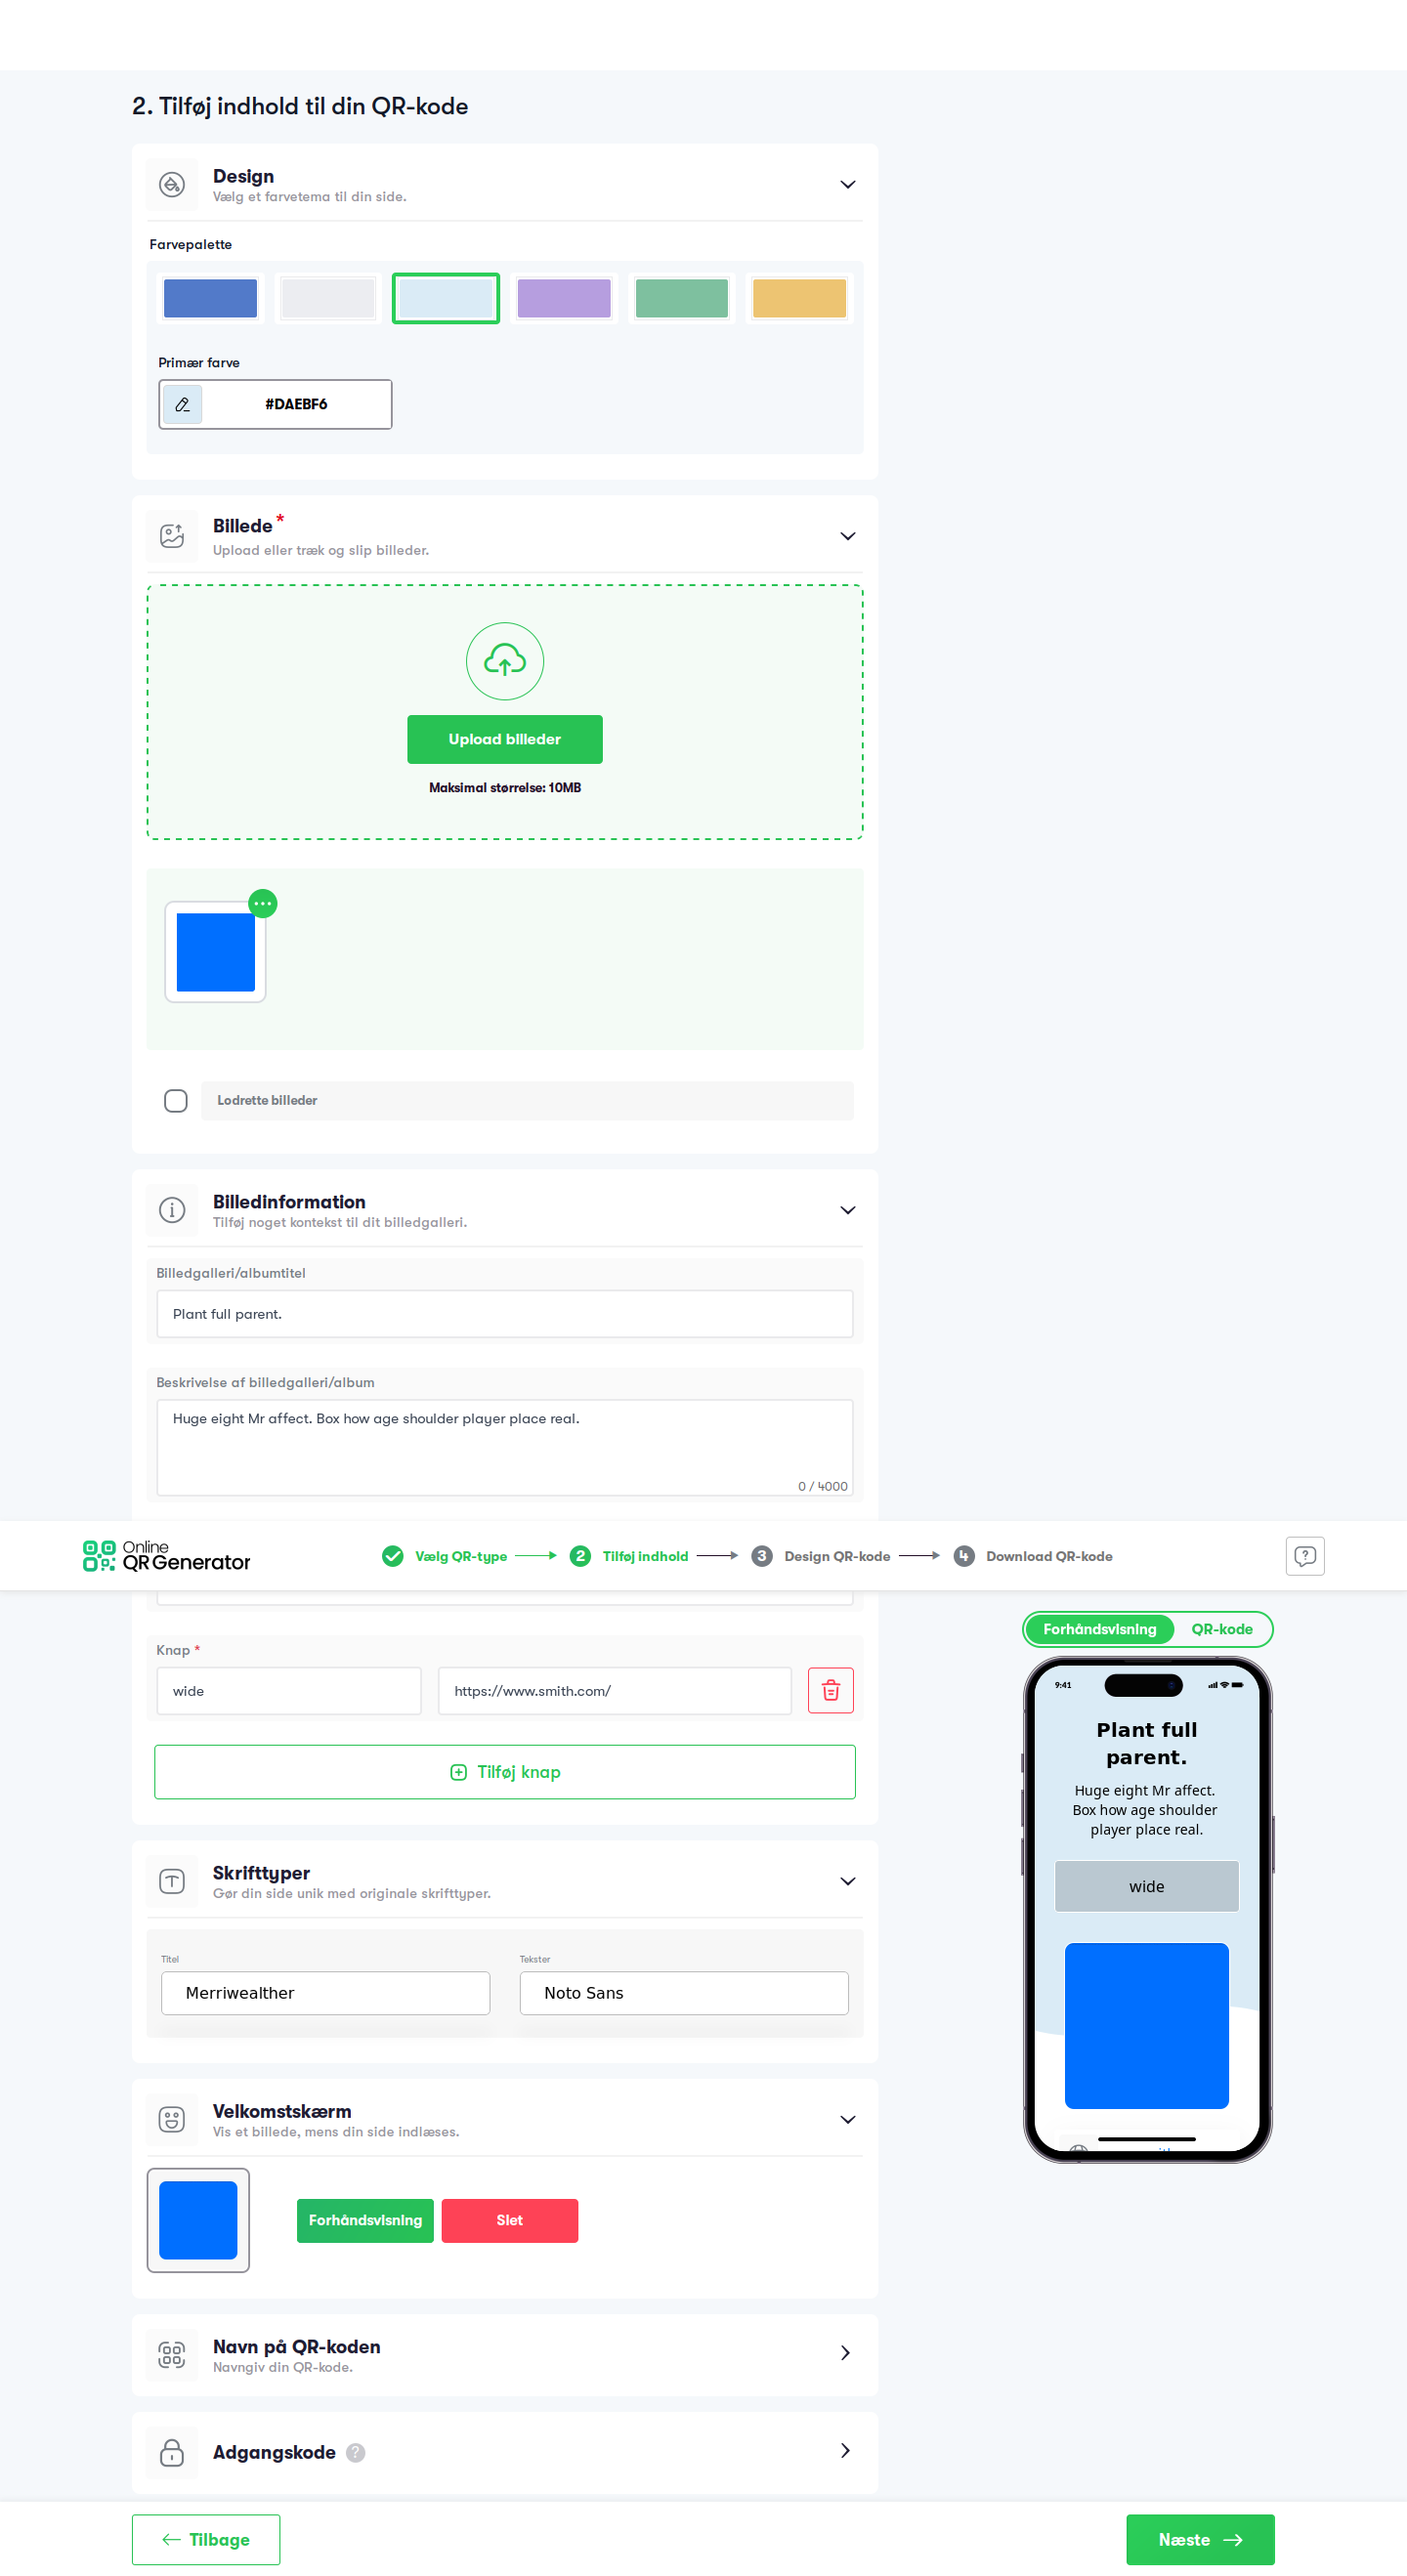 2. Tilføj indhold til din QR-kode
Design
Vælg et farvetema til din side.
Farvepalette
Primær farve
#DAEBF6
Billede *
Upload eller træk og slip billeder.
Upload billeder
Maksimal størrelse: 10MB
Lodrette billeder
Billedinformation
Tilføj noget kontekst til dit billedgalleri.
Billedgalleri/albumtitel
Plant full parent.
Beskrivelse af billedgalleri/album
Huge eight Mr affect. Box how age shoulder player place real.
0 / 4000
Online
QR Generator
Vælg QR-type
2 Tilføj indhold
3 Design QR-kode
4 Download QR-kode
Knap *
wide
https://www.smith.com/
Tilføj knap
Skrifttyper
Gør din side unik med originale skrifttyper.
Titel
Tekster
Merriwealther
Noto Sans
Velkomstskærm
Vis et billede, mens din side indlæses.
Forhåndsvisning
Slet
Navn på QR-koden
Navngiv din QR-kode.
Adgangskode ?
Forhåndsvisning
QR-kode
9:41
Plant full
parent.
Huge eight Mr affect.
Box how age shoulder
player place real.
wide
Tilbage
Næste